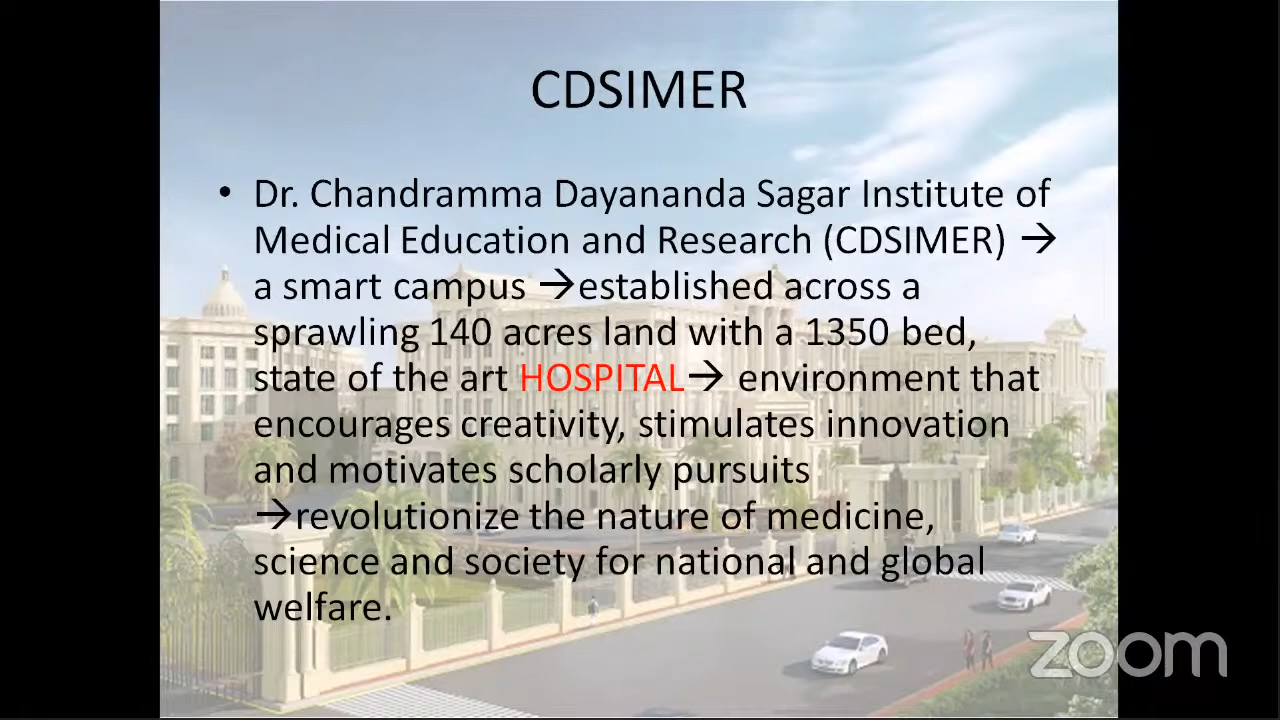 CDSIMER
• Dr. Chandramma Dayananda Sagar Institute of
Medical Education and Research (CDSIMER) →
a smart campus →established across a
sprawling 140 acres land with a 1350 bed,
state of the art HOSPITAL→ environment that
encourages creativity, stimulates innovation
and motivates scholarly pursuits
→revolutionize the nature of medicine,
science and society for national and global
welfare.
zoom